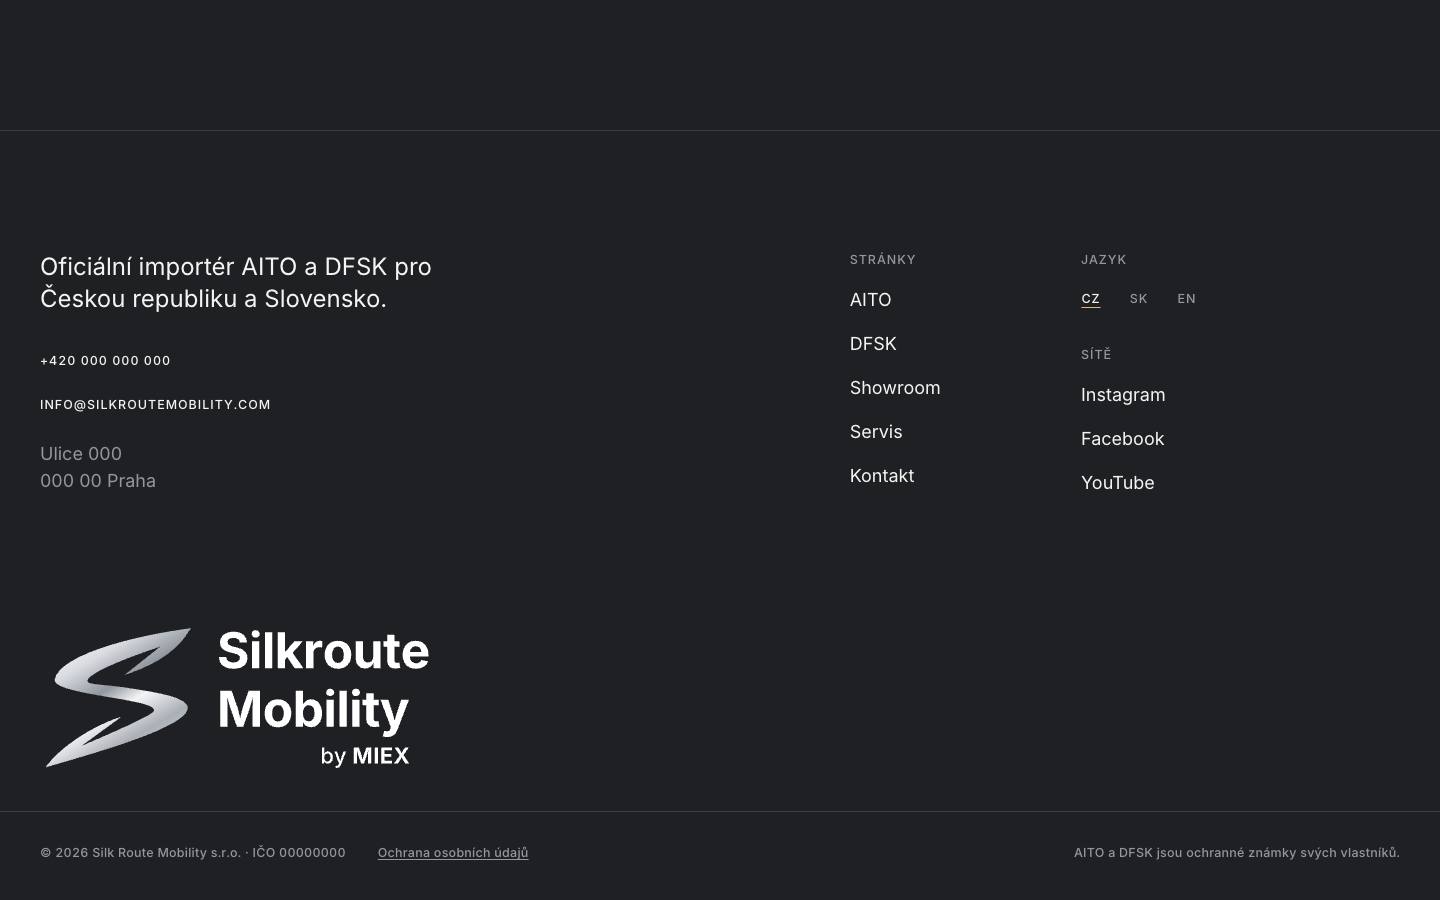 Oficiální importér AITO a DFSK pro
Českou republiku a Slovensko.
+420 000 000 000
INFO@SILKROUTEMOBILITY.COM
Ulice 000
000 00 Praha
STRÁNKY
AITO
DFSK
Showroom
Servis
Kontakt
JAZYK
CZ SK EN
SÍTĚ
Instagram
Facebook
YouTube
Silkroute
Mobility
by MIEX
© 2026 Silk Route Mobility s.r.o. · IČO 00000000 Ochrana osobních údajů
AITO a DFSK jsou ochranné známky svých vlastníků.